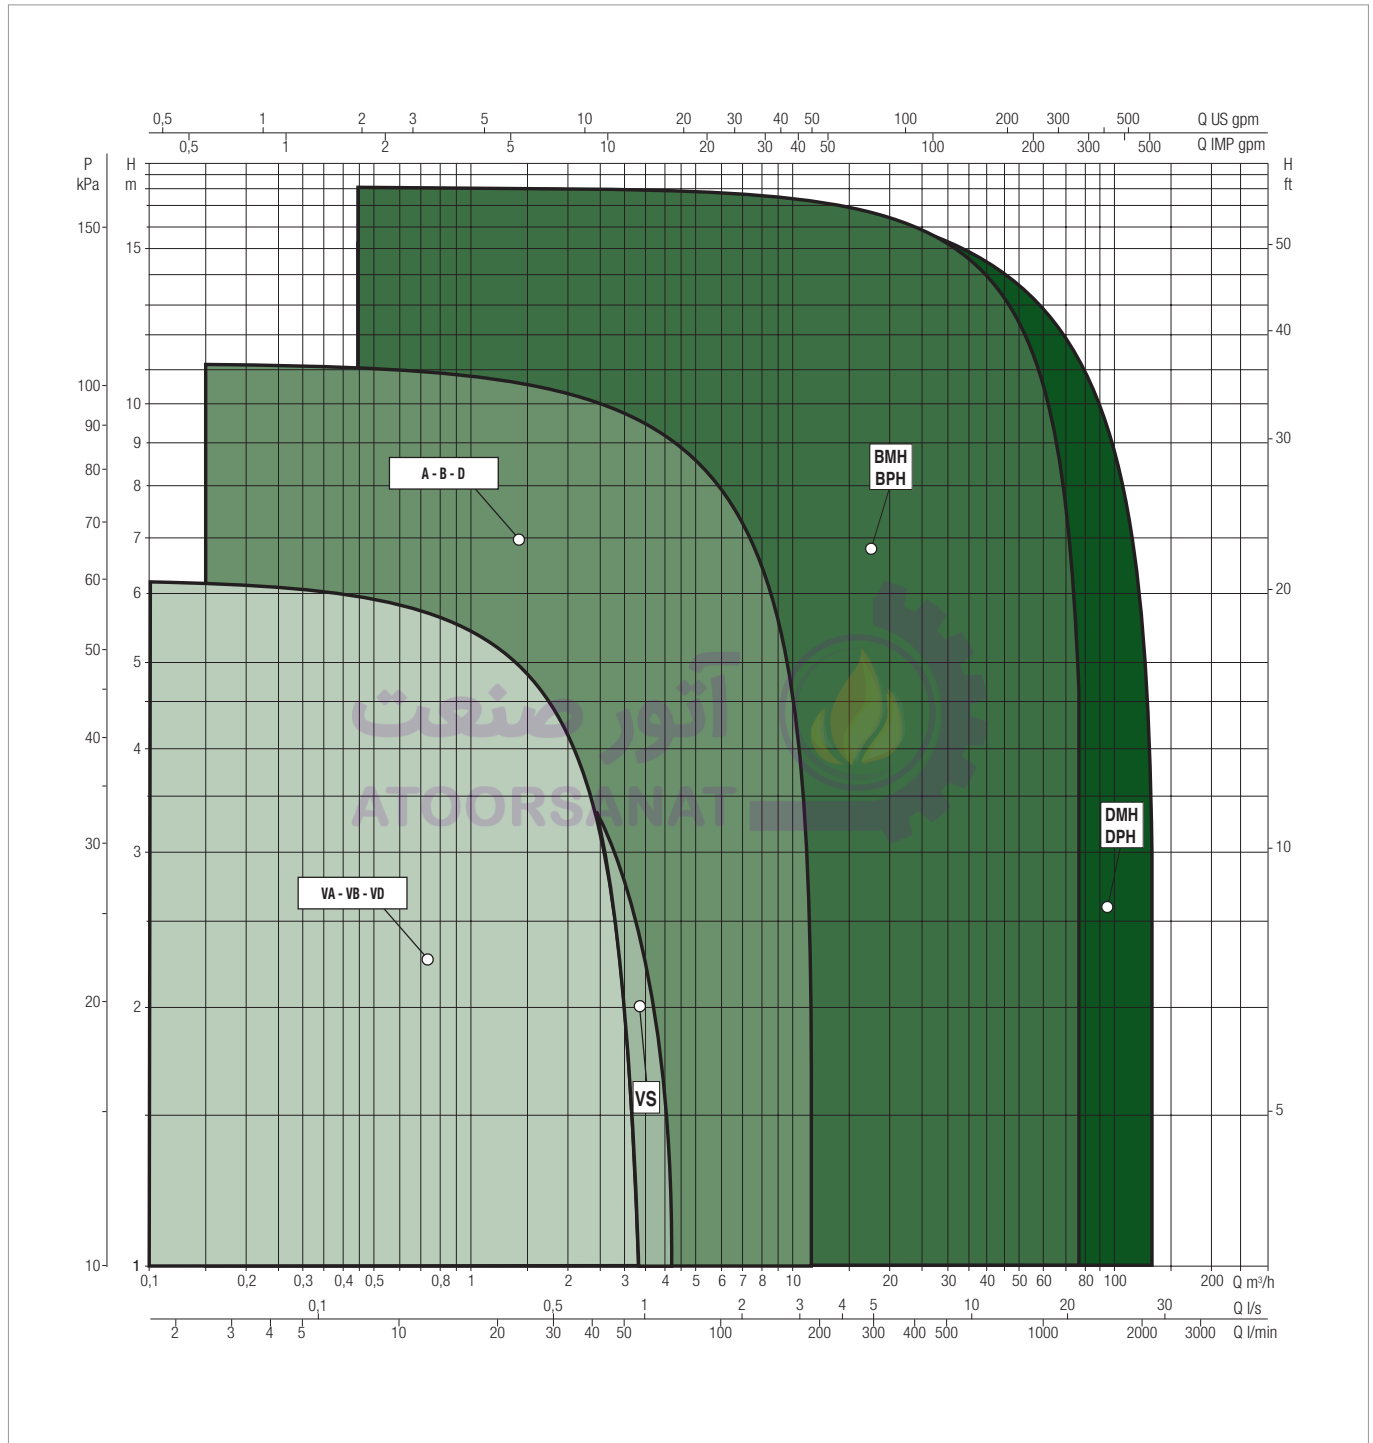 0,5 1 2 3 5 10 20 30 40 50 100 200 300 500 Q US gpm
0,5 1 2 5 10 20 30 40 50 100 200 300 500 Q IMP gpm
P
kPa
H
m
H
ft
150
100
90
80
70
60
50
40
30
20
10
15
10
9
8
7
6
5
4
3
2
1
50
40
30
20
10
5
A - B - D
BMH
BPH
آتور صنعت
ATOORSANAT
DMH
DPH
VA - VB - VD
VS
0,1 0,2 0,3 0,4 0,5 0,8 1 2 3 4 5 6 7 8 10 20 30 40 50 60 80 100 200 Q m³/h
0,1 0,5 1 2 3 4 5 10 20 30 Q l/s
2 3 4 5 10 20 30 40 50 100 200 300 400 500 1000 2000 3000 Q l/min